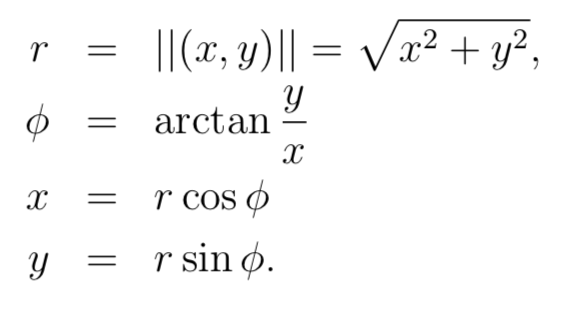 r = ||(x, y)|| = √(x² + y²),
ϕ = arctan y/x
x = r cos ϕ
y = r sin ϕ.